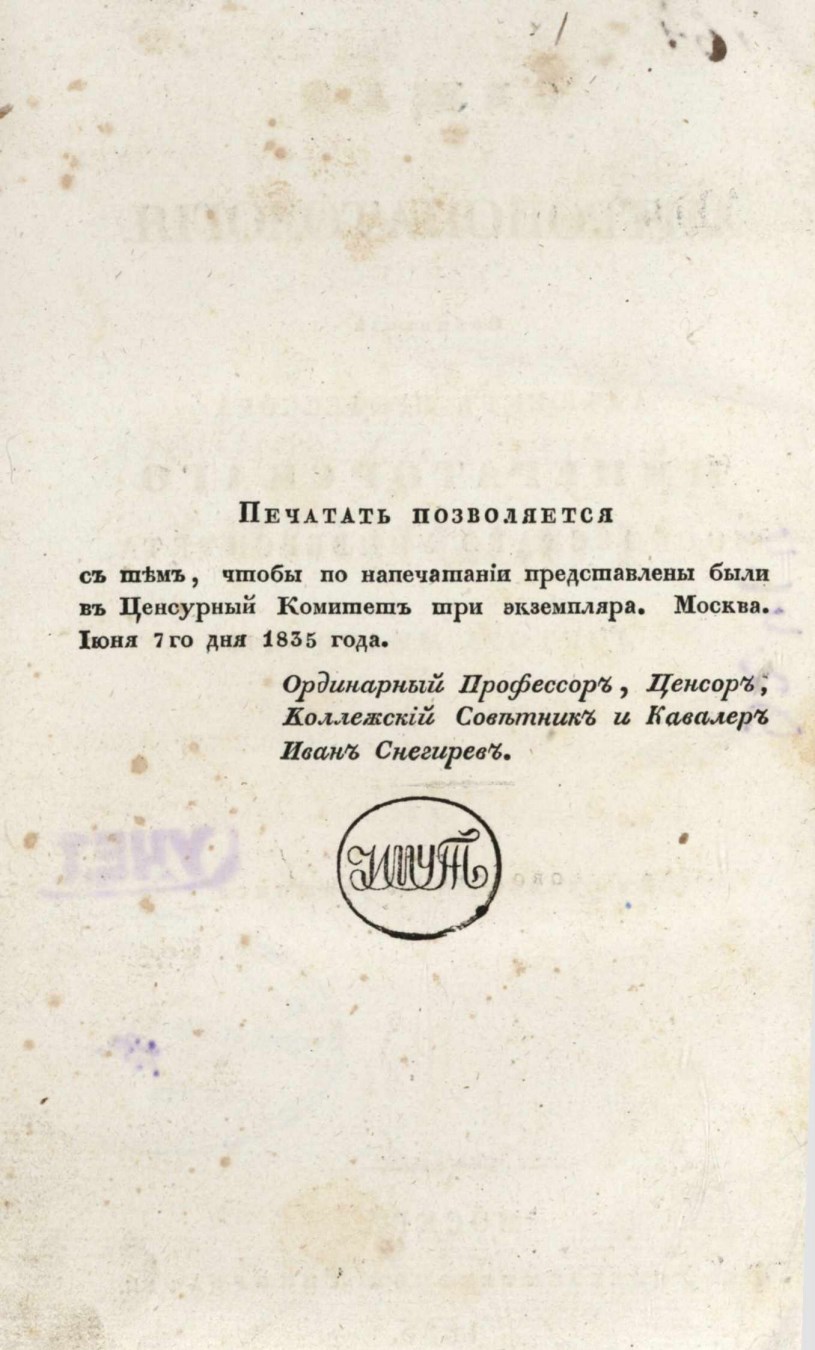 Печатать позволяется
съ тѣмъ, чтобы по напечатаніи представлены были
въ Ценсурный Комитетъ три экземпляра. Москва.
Іюня 7го дня 1835 года.
Ординарный Профессоръ, Ценсоръ,
Коллежскій Совѣтникъ и Кавалеръ
Иванъ Снегиревъ.